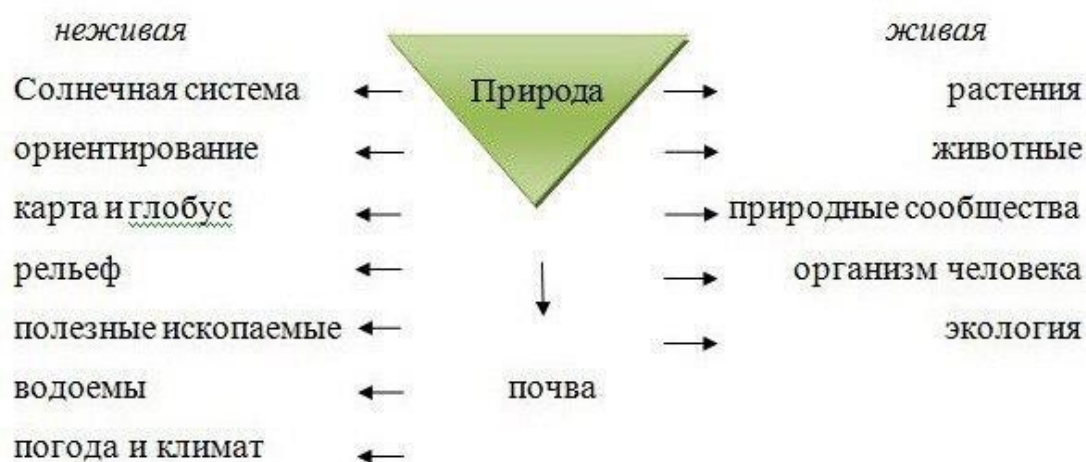 неживая
живая
Солнечная система
Природа
растения
ориентирование
животные
карта и глобус
природные сообщества
рельеф
организм человека
полезные ископаемые
экология
водоемы
почва
погода и климат